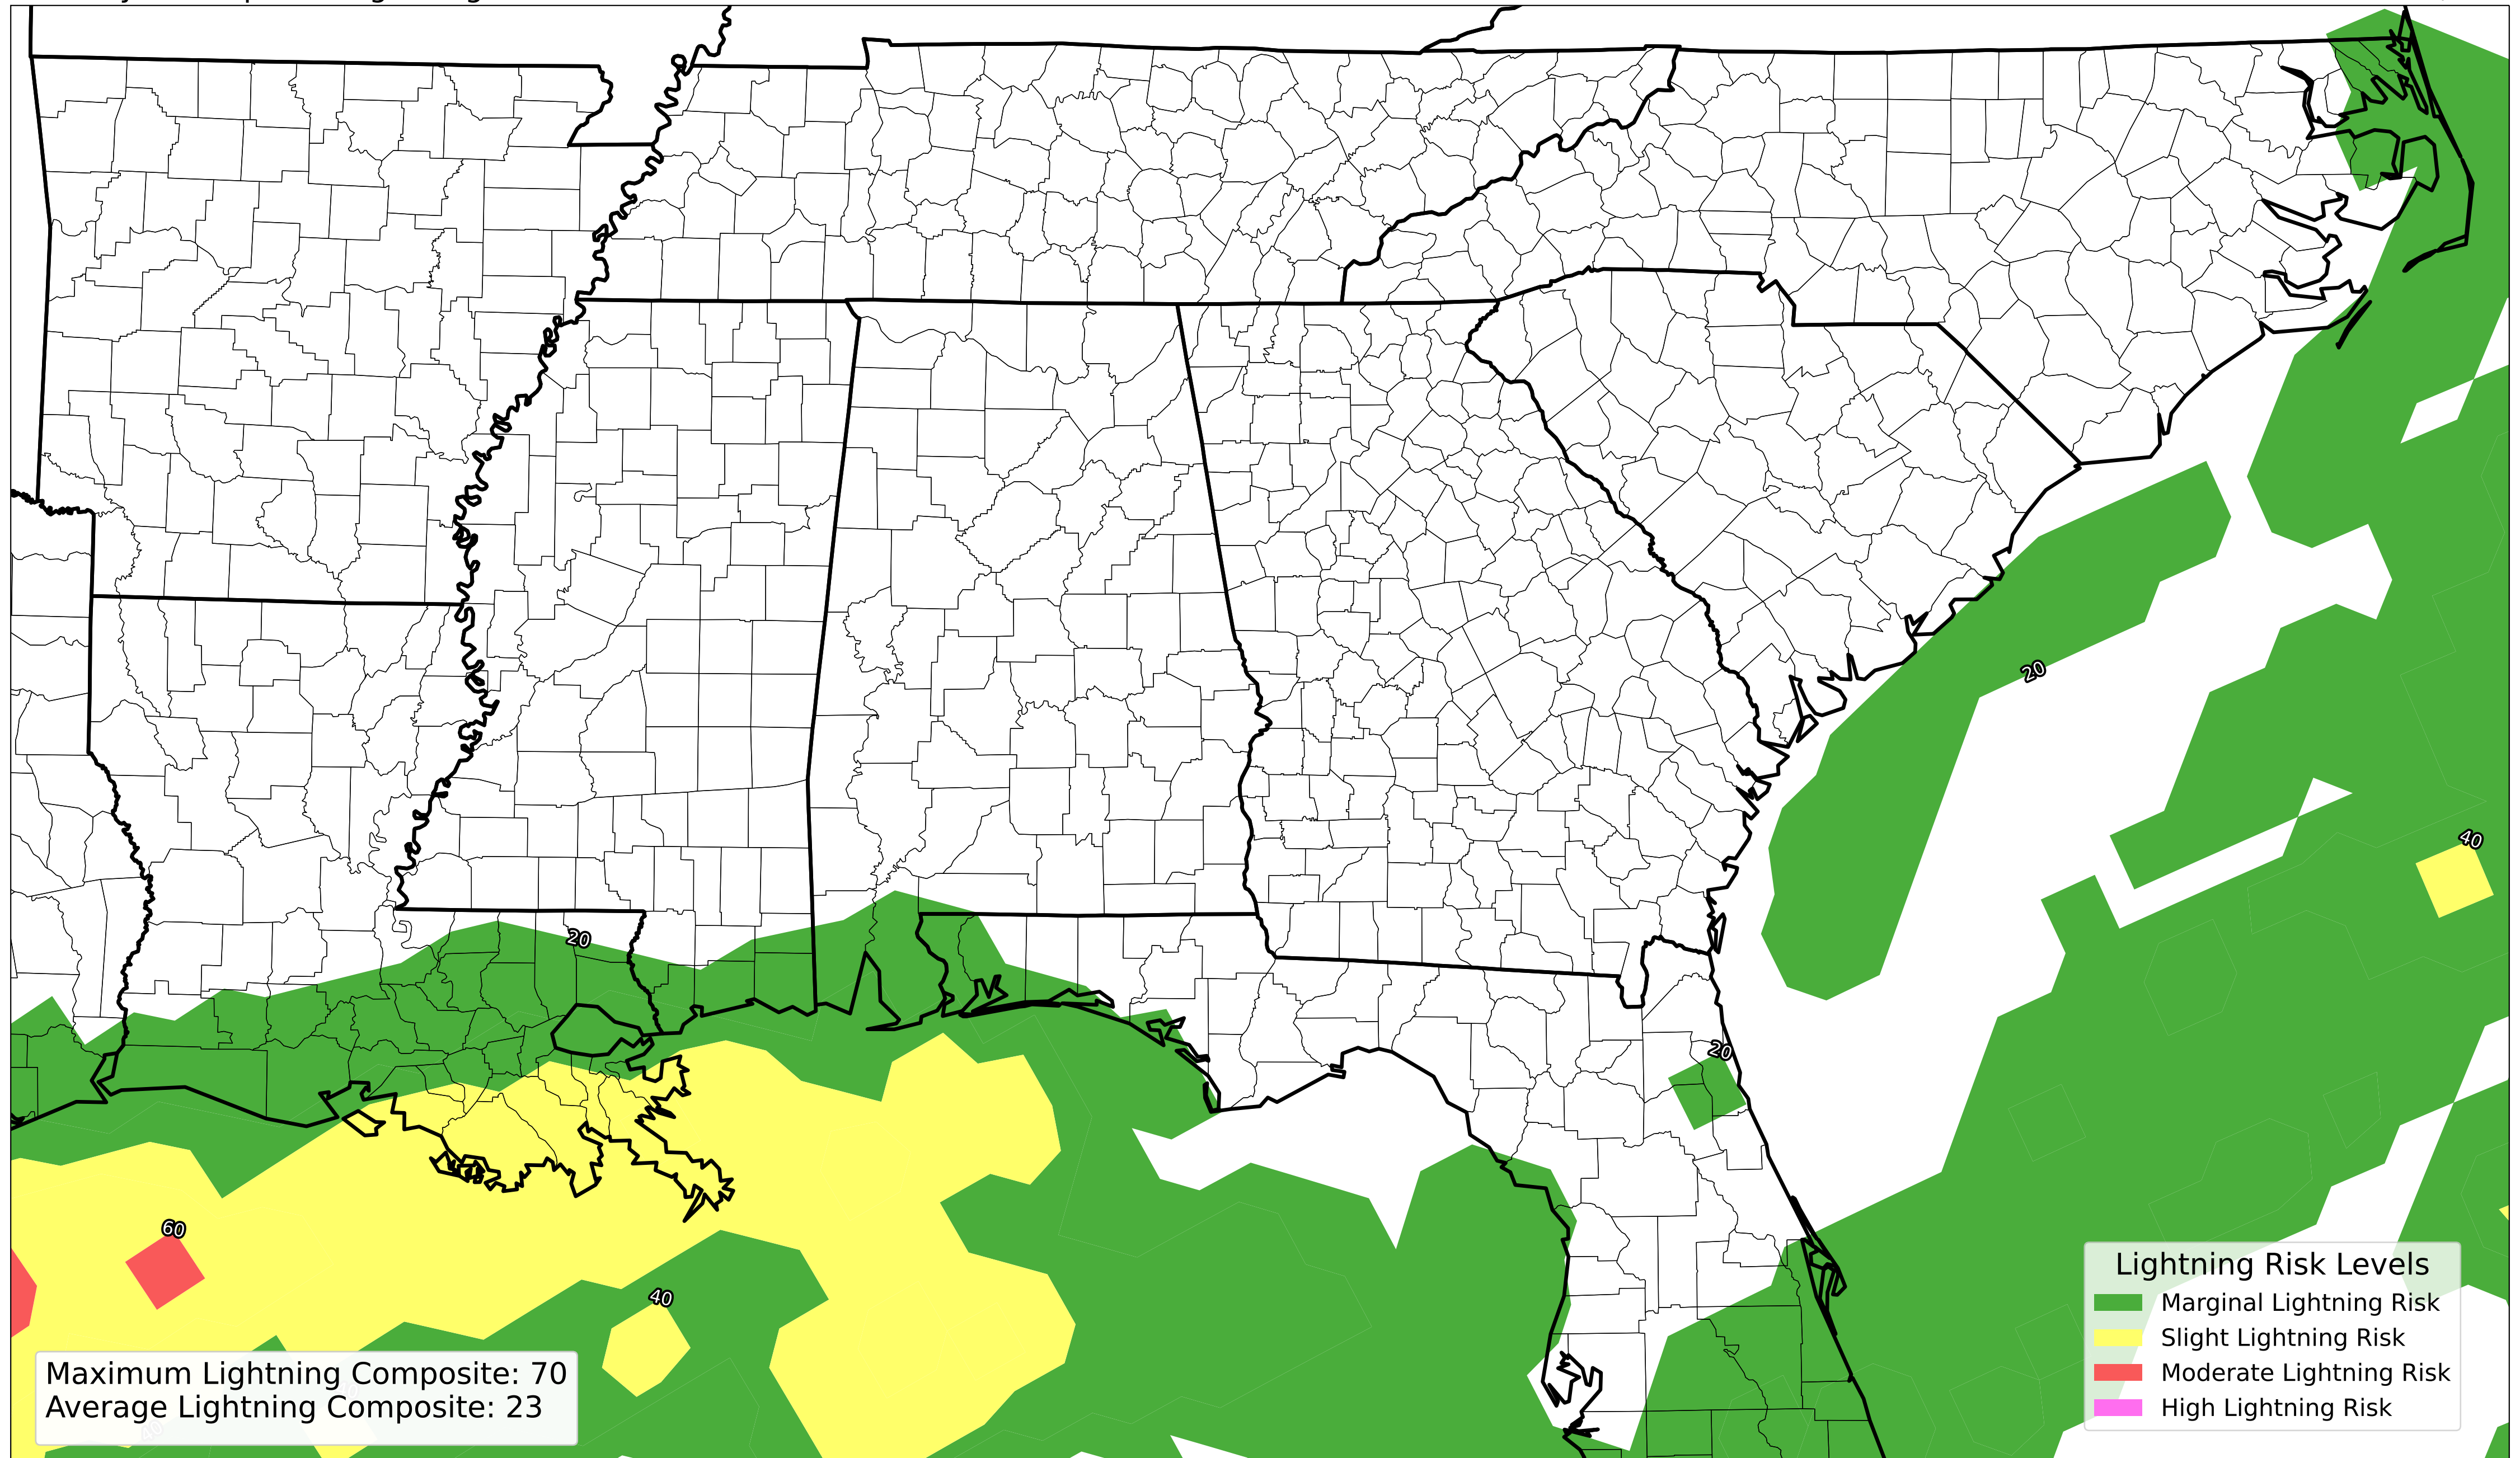 20
20
40
20
60
40
Lightning Risk Levels
Marginal Lightning Risk
Slight Lightning Risk
Moderate Lightning Risk
High Lightning Risk
Maximum Lightning Composite: 70
Average Lightning Composite: 23
40